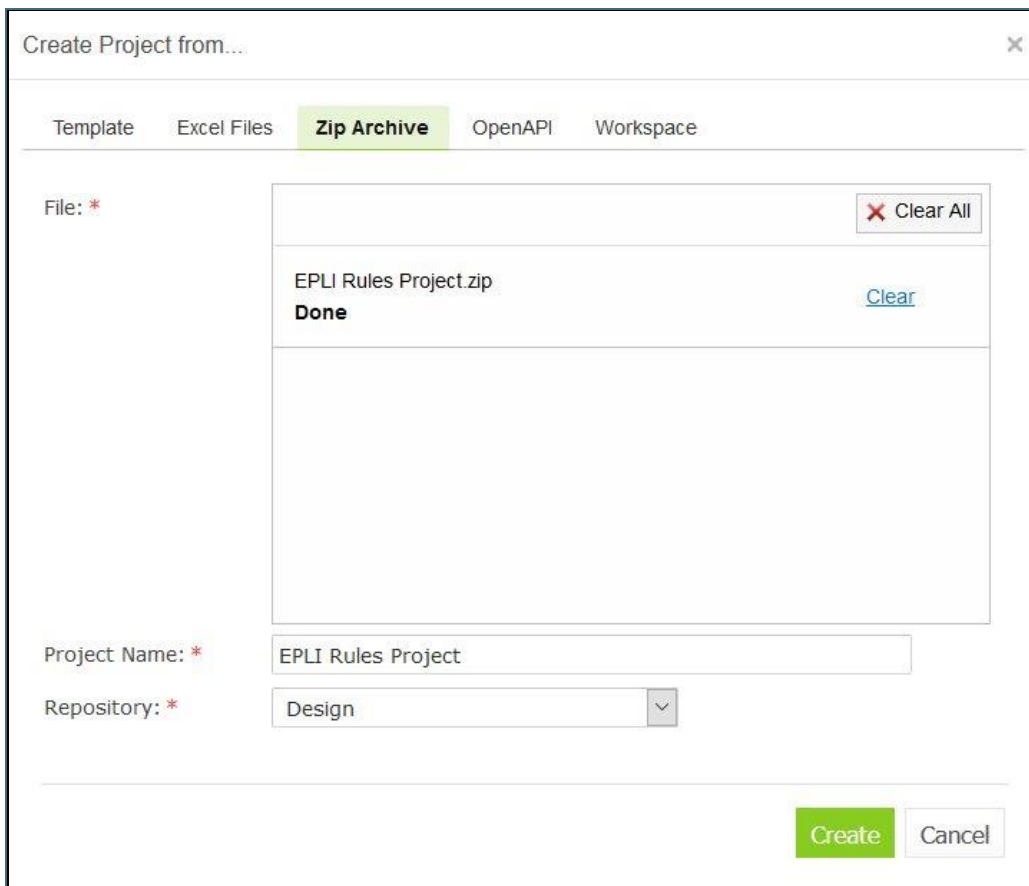 Create Project from...
Template Excel Files Zip Archive OpenAPI Workspace
File: *
Clear All
EPLI Rules Project.zip
Clear
Done
Project Name: * EPLI Rules Project
Repository: * Design
Create Cancel